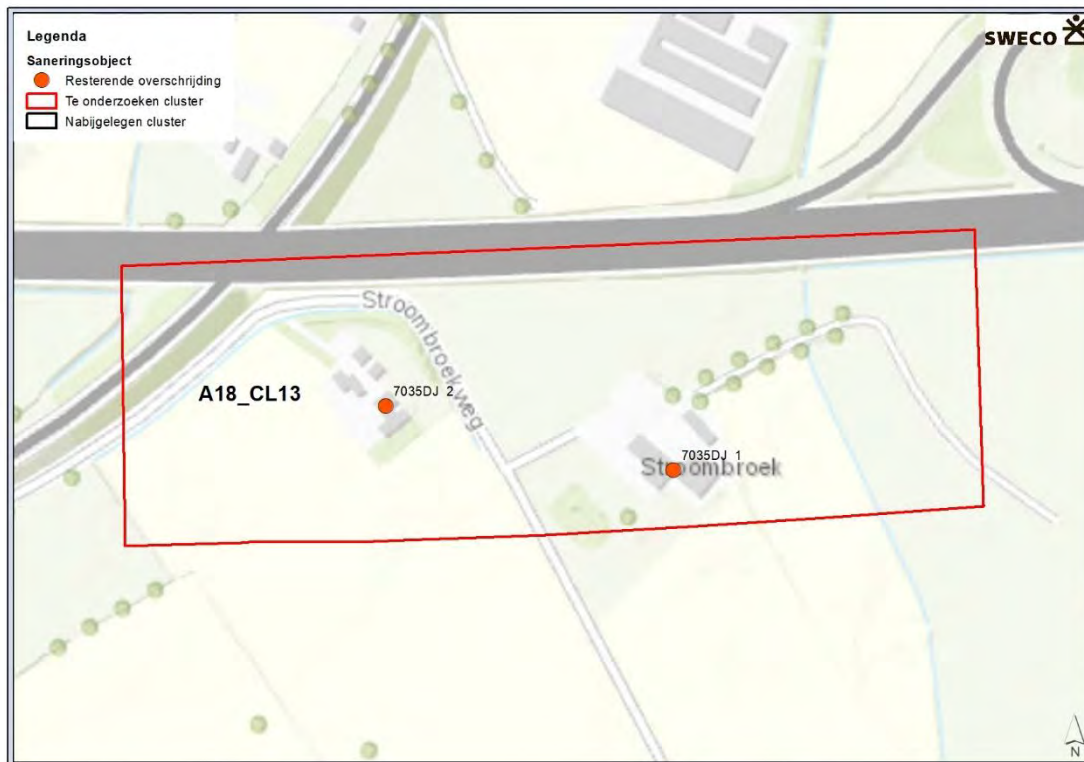 Legenda
Saneringsobject
Resterende overschrijding
Te onderzoeken cluster
Nabijgelegen cluster
SWECO
Stroombroekweg
A18_CL13
7035DJ 2
7035DJ 1
Stroombroek
N